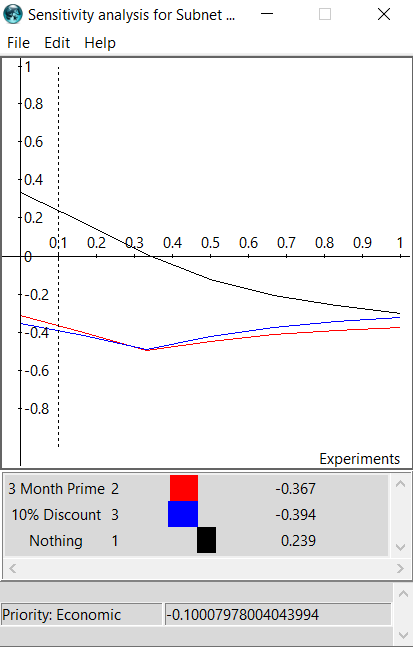 Sensitivity analysis for Subnet ...
File Edit Help
1
0.8
0.6
0.4
0.2
0.1 0.2 0.3 0.4 0.5 0.6 0.7 0.8 0.9 1
0
-0.2
-0.4
-0.6
-0.8
Experiments
3 Month Prime 2 -0.367
10% Discount 3 -0.394
Nothing 1 0.239
Priority: Economic -0.10007978004043994